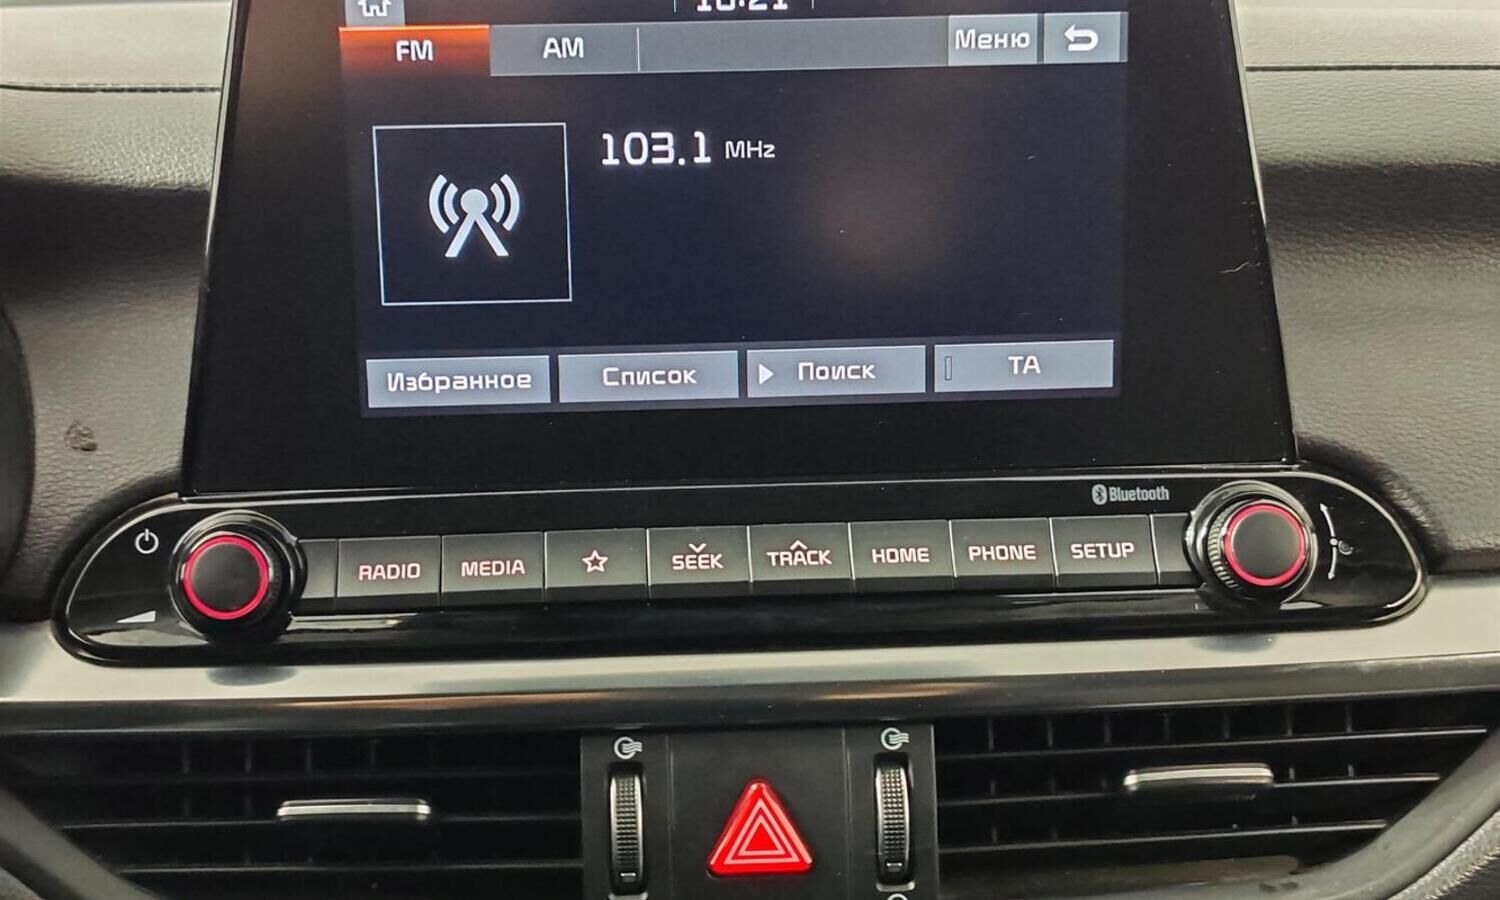 FM AM Меню
103.1 MHz
Избранное Список Поиск TA
Bluetooth
RADIO MEDIA SEEK TRACK HOME PHONE SETUP